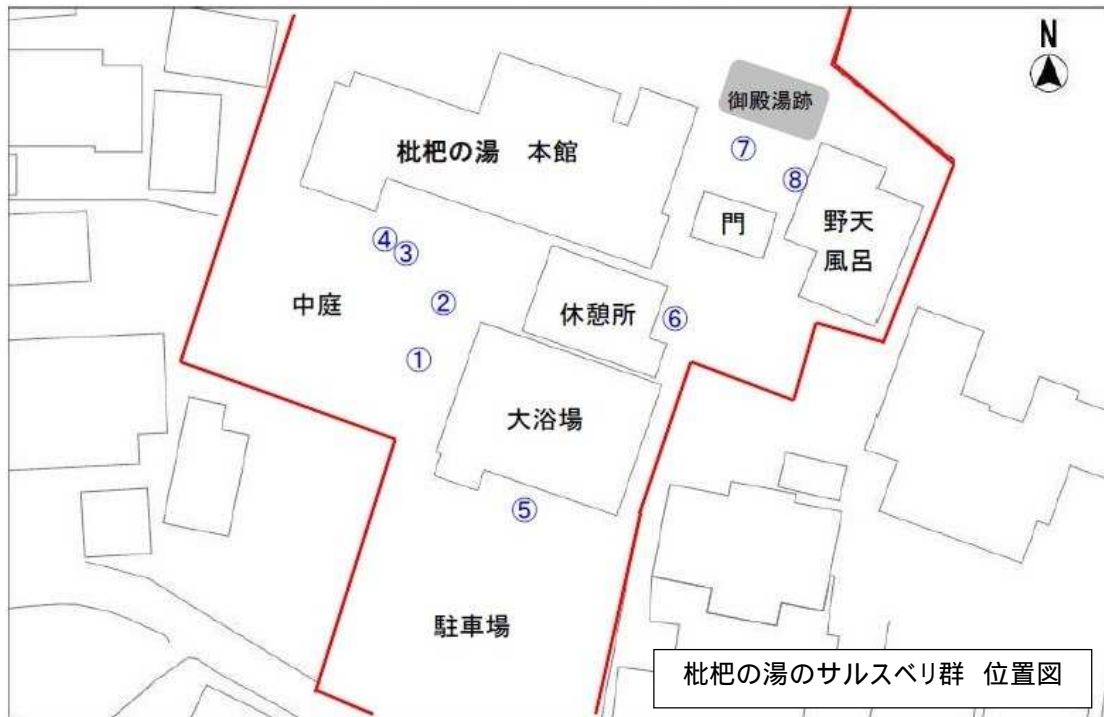 N
御殿湯跡
枇杷の湯 本館
⑦
⑧
門
野天
風呂
④
③
中庭
②
休憩所
⑥
①
大浴場
⑤
駐車場
枇杷の湯のサルスベリ群 位置図